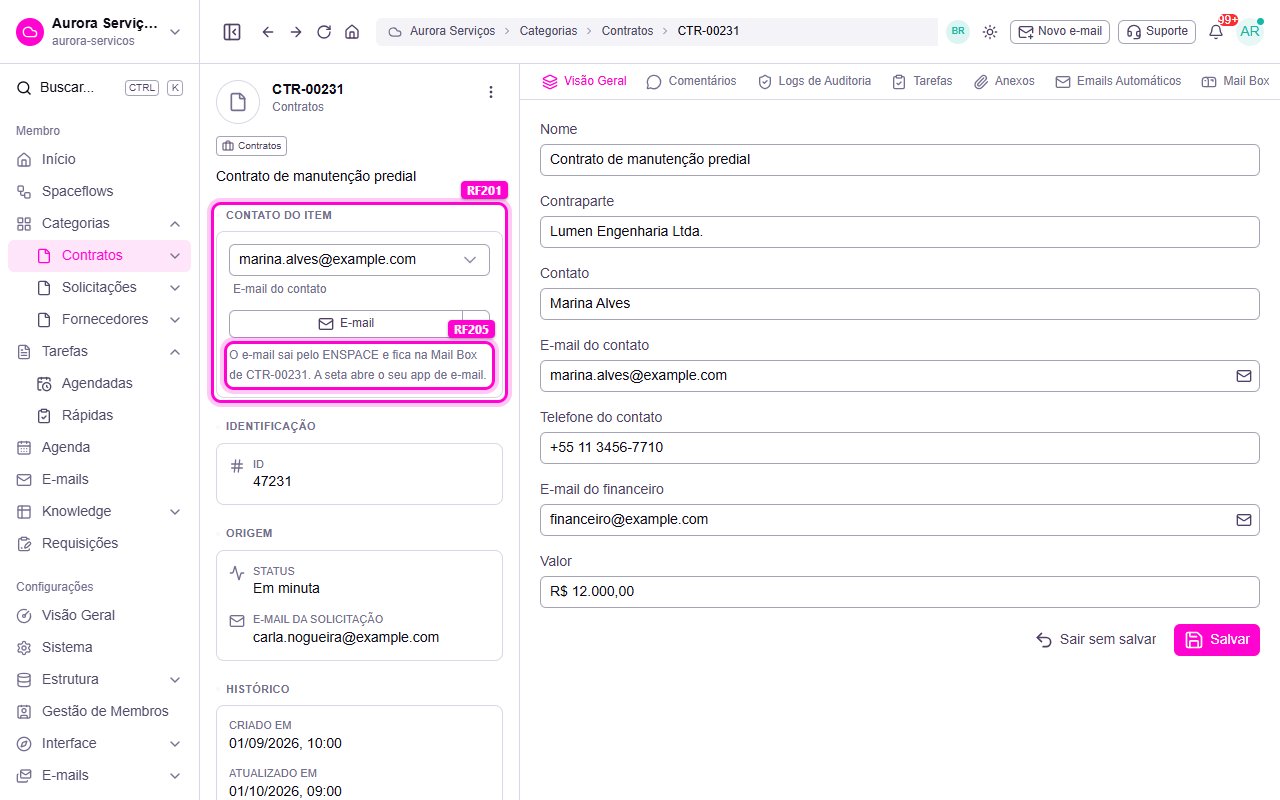 Aurora Serviç...
aurora-servicos
Buscar...
CTRL
K
Membro
Início
Spaceflows
Categorias
Contratos
Solicitações
Fornecedores
Tarefas
Agendadas
Rápidas
Agenda
E-mails
Knowledge
Requisições
Configurações
Visão Geral
Sistema
Estrutura
Gestão de Membros
Interface
E-mails
Aurora Serviços
Categorias
Contratos
CTR-00231
BR
Novo e-mail
Suporte
99+
AR
CTR-00231
Contratos
Contratos
Contrato de manutenção predial
RF201
CONTATO DO ITEM
marina.alves@example.com
E-mail do contato
E-mail
RF205
O e-mail sai pelo ENSPACE e fica na Mail Box
de CTR-00231. A seta abre o seu app de e-mail.
IDENTIFICAÇÃO
ID
47231
ORIGEM
STATUS
Em minuta
E-MAIL DA SOLICITAÇÃO
carla.nogueira@example.com
HISTÓRICO
CRIADO EM
01/09/2026, 10:00
ATUALIZADO EM
01/10/2026, 09:00
Visão Geral
Comentários
Logs de Auditoria
Tarefas
Anexos
Emails Automáticos
Mail Box
Nome
Contrato de manutenção predial
Contraparte
Lumen Engenharia Ltda.
Contato
Marina Alves
E-mail do contato
marina.alves@example.com
Telefone do contato
+55 11 3456-7710
E-mail do financeiro
financeiro@example.com
Valor
R$ 12.000,00
Sair sem salvar
Salvar